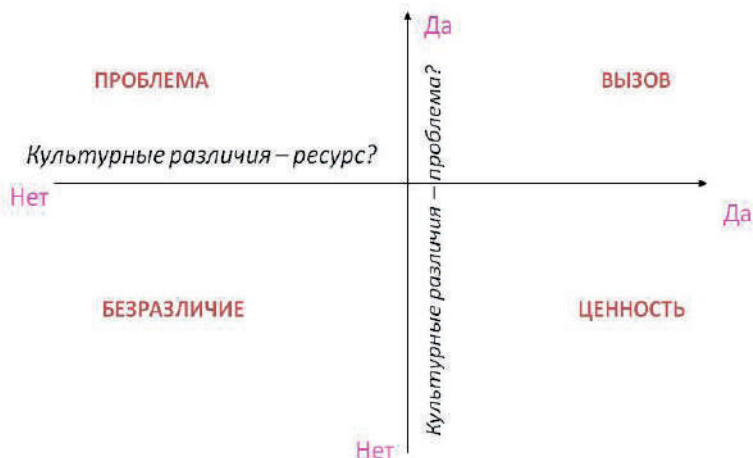 Да
ПРОБЛЕМА
ВЫЗОВ
Культурные различия – ресурс?
Культурные различия – проблема?
Нет
Да
БЕЗРАЗЛИЧИЕ
ЦЕННОСТЬ
Нет